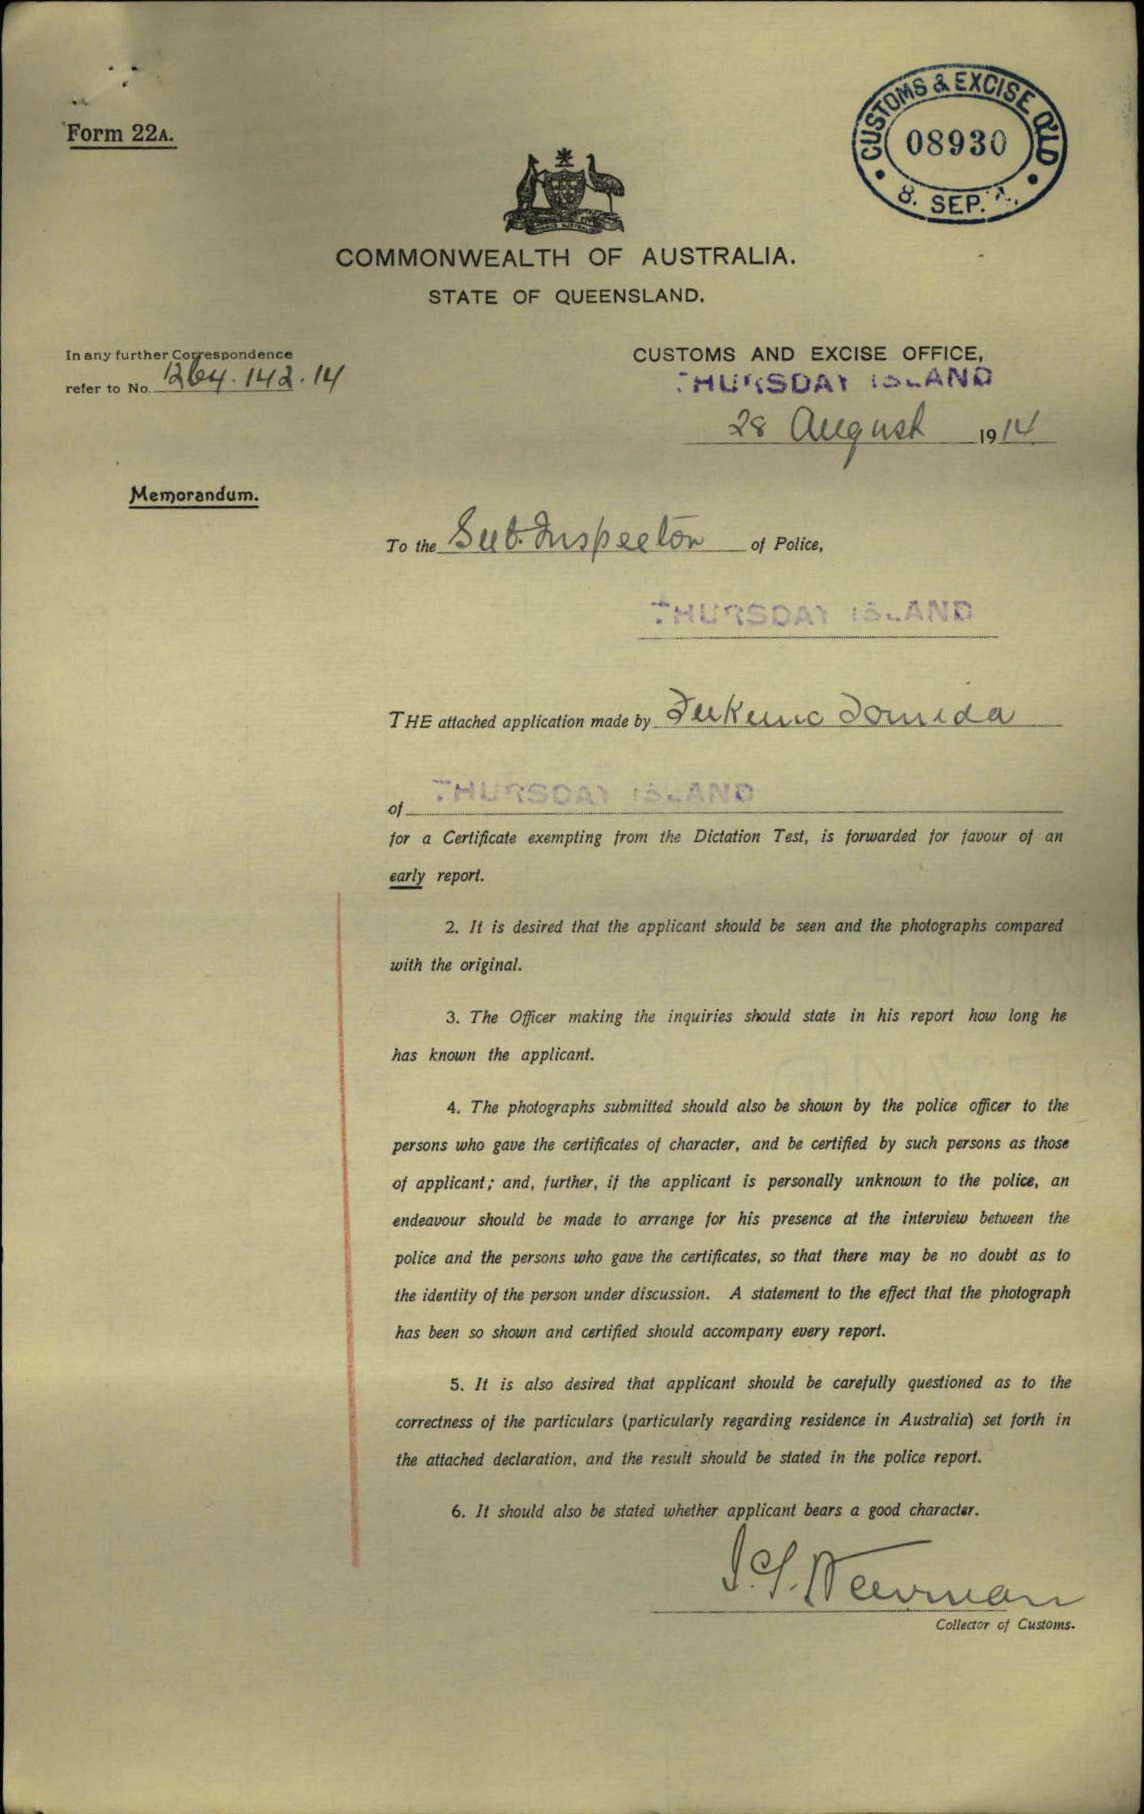 Form 22A.
CUSTOMS & EXCISE Q'LD
08930
8. SEP.
COMMONWEALTH OF AUSTRALIA.
STATE OF QUEENSLAND.
In any further Correspondence
refer to No. 1264.142.14
CUSTOMS AND EXCISE OFFICE,
THURSDAY ISLAND
28 August 1914
Memorandum.
To the Sub. Inspector of Police,
THURSDAY ISLAND
THE attached application made by Tomida
of THURSDAY ISLAND
for a Certificate exempting from the Dictation Test, is forwarded for favour of an
early report.
2. It is desired that the applicant should be seen and the photographs compared
with the original.
3. The Officer making the inquiries should state in his report how long he
has known the applicant.
4. The photographs submitted should also be shown by the police officer to the
persons who gave the certificates of character, and be certified by such persons as those
of applicant; and, further, if the applicant is personally unknown to the police, an
endeavour should be made to arrange for his presence at the interview between the
police and the persons who gave the certificates, so that there may be no doubt as to
the identity of the person under discussion. A statement to the effect that the photograph
has been so shown and certified should accompany every report.
5. It is also desired that applicant should be carefully questioned as to the
correctness of the particulars (particularly regarding residence in Australia) set forth in
the attached declaration, and the result should be stated in the police report.
6. It should also be stated whether applicant bears a good character.
Newman
Collector of Customs.